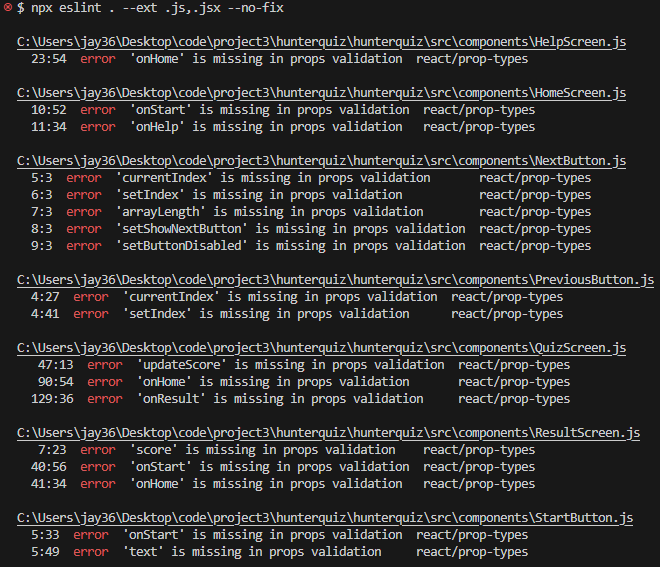 $ npx eslint . --ext .js,.jsx --no-fix
C:\Users\jay36\Desktop\code\project3\hunterquiz\hunterquiz\src\components\HelpScreen.js
23:54 error 'onHome' is missing in props validation react/prop-types
C:\Users\jay36\Desktop\code\project3\hunterquiz\hunterquiz\src\components\HomeScreen.js
10:52 error 'onStart' is missing in props validation react/prop-types
11:34 error 'onHelp' is missing in props validation react/prop-types
C:\Users\jay36\Desktop\code\project3\hunterquiz\hunterquiz\src\components\NextButton.js
5:3 error 'currentIndex' is missing in props validation react/prop-types
6:3 error 'setIndex' is missing in props validation react/prop-types
7:3 error 'arrayLength' is missing in props validation react/prop-types
8:3 error 'setShowNextButton' is missing in props validation react/prop-types
9:3 error 'setButtonDisabled' is missing in props validation react/prop-types
C:\Users\jay36\Desktop\code\project3\hunterquiz\hunterquiz\src\components\PreviousButton.js
4:27 error 'currentIndex' is missing in props validation react/prop-types
4:41 error 'setIndex' is missing in props validation react/prop-types
C:\Users\jay36\Desktop\code\project3\hunterquiz\hunterquiz\src\components\QuizScreen.js
47:13 error 'updateScore' is missing in props validation react/prop-types
90:54 error 'onHome' is missing in props validation react/prop-types
129:36 error 'onResult' is missing in props validation react/prop-types
C:\Users\jay36\Desktop\code\project3\hunterquiz\hunterquiz\src\components\ResultScreen.js
7:23 error 'score' is missing in props validation react/prop-types
40:56 error 'onStart' is missing in props validation react/prop-types
41:34 error 'onHome' is missing in props validation react/prop-types
C:\Users\jay36\Desktop\code\project3\hunterquiz\hunterquiz\src\components\StartButton.js
5:33 error 'onStart' is missing in props validation react/prop-types
5:49 error 'text' is missing in props validation react/prop-types